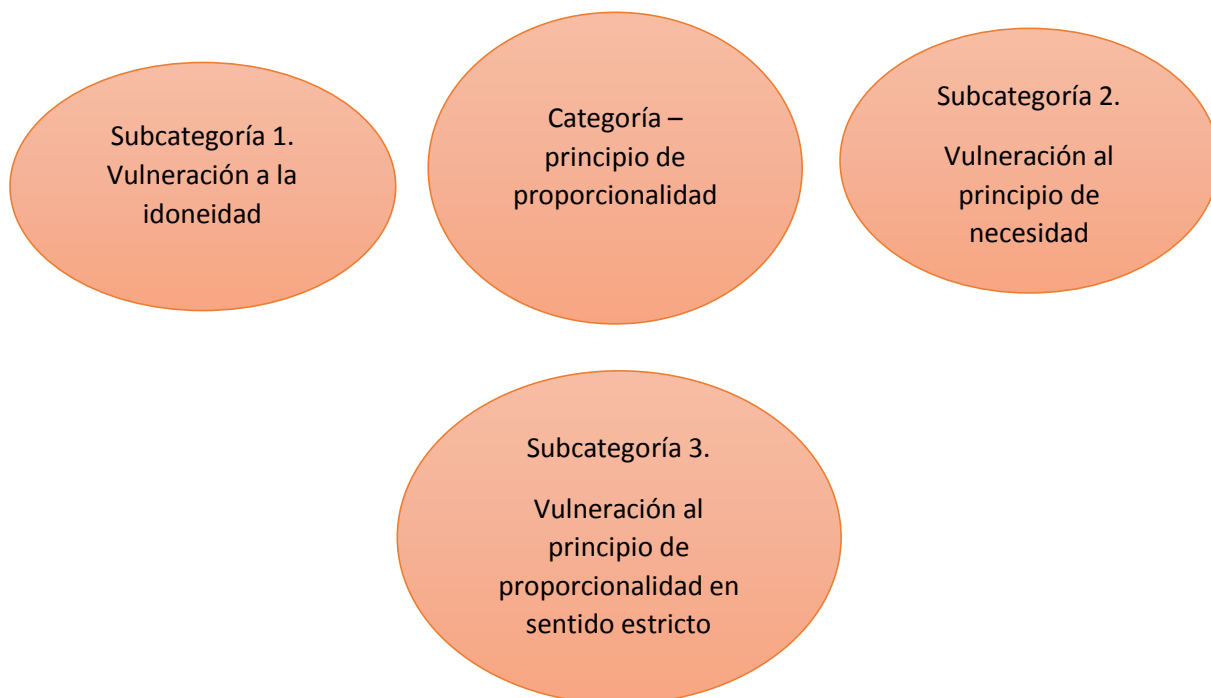 Subcategoría 1.
Vulneración a la
idoneidad
Categoría –
principio de
proporcionalidad
Subcategoría 2.
Vulneración al
principio de
necesidad
Subcategoría 3.
Vulneración al
principio de
proporcionalidad en
sentido estricto